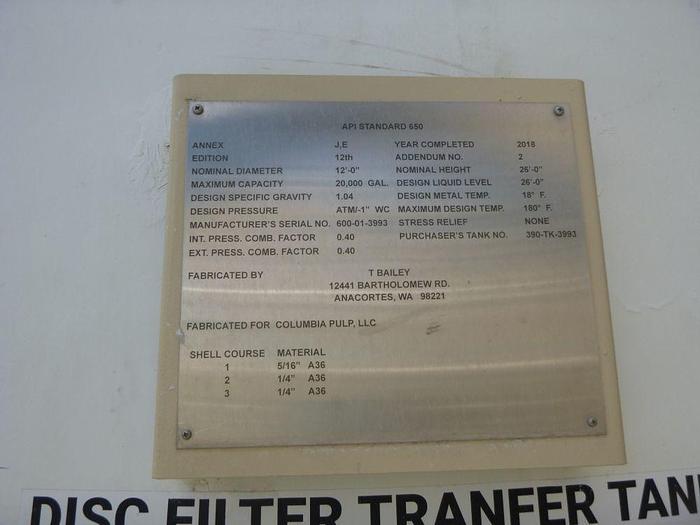 API STANDARD 650
ANNEX J,E YEAR COMPLETED 2018
EDITION 12th ADDENDUM NO. 2
NOMINAL DIAMETER 12'-0" NOMINAL HEIGHT 26'-0"
MAXIMUM CAPACITY 20,000 GAL. DESIGN LIQUID LEVEL 26'-0"
DESIGN SPECIFIC GRAVITY 1.04 DESIGN METAL TEMP. 18° F.
DESIGN PRESSURE ATM/-1" WC MAXIMUM DESIGN TEMP. 180° F.
MANUFACTURER'S SERIAL NO. 600-01-3993 STRESS RELIEF NONE
INT. PRESS. COMB. FACTOR 0.40 PURCHASER'S TANK NO. 390-TK-3993
EXT. PRESS. COMB. FACTOR 0.40
FABRICATED BY T BAILEY
12441 BARTHOLOMEW RD.
ANACORTES, WA 98221
FABRICATED FOR COLUMBIA PULP, LLC
SHELL COURSE MATERIAL
1 5/16" A36
2 1/4" A36
3 1/4" A36
DISC FILTER TRANFER TANK